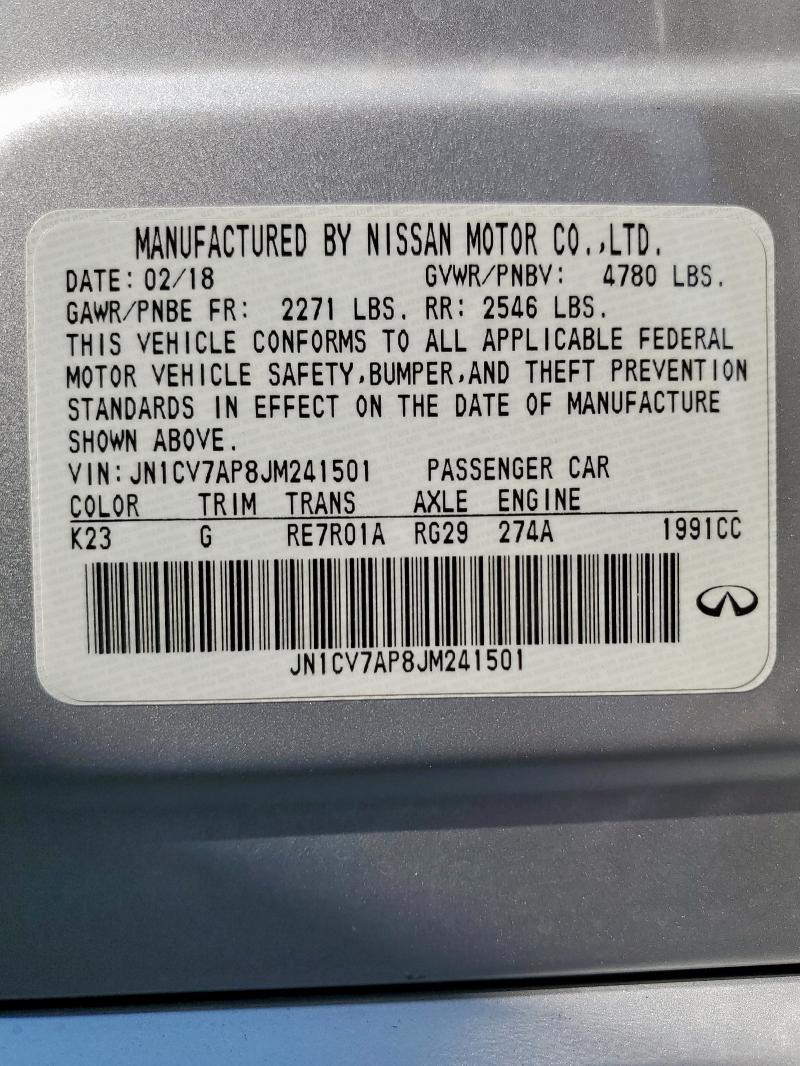 MANUFACTURED BY NISSAN MOTOR CO.,LTD.
DATE: 02/18 GVWR/PNBV: 4780 LBS.
GAWR/PNBE FR: 2271 LBS. RR: 2546 LBS.
THIS VEHICLE CONFORMS TO ALL APPLICABLE FEDERAL
MOTOR VEHICLE SAFETY,BUMPER,AND THEFT PREVENTION
STANDARDS IN EFFECT ON THE DATE OF MANUFACTURE
SHOWN ABOVE.
VIN:JN1CV7AP8JM241501 PASSENGER CAR
COLOR TRIM TRANS AXLE ENGINE
K23 G RE7R01A RG29 274A 1991CC
JN1CV7AP8JM241501